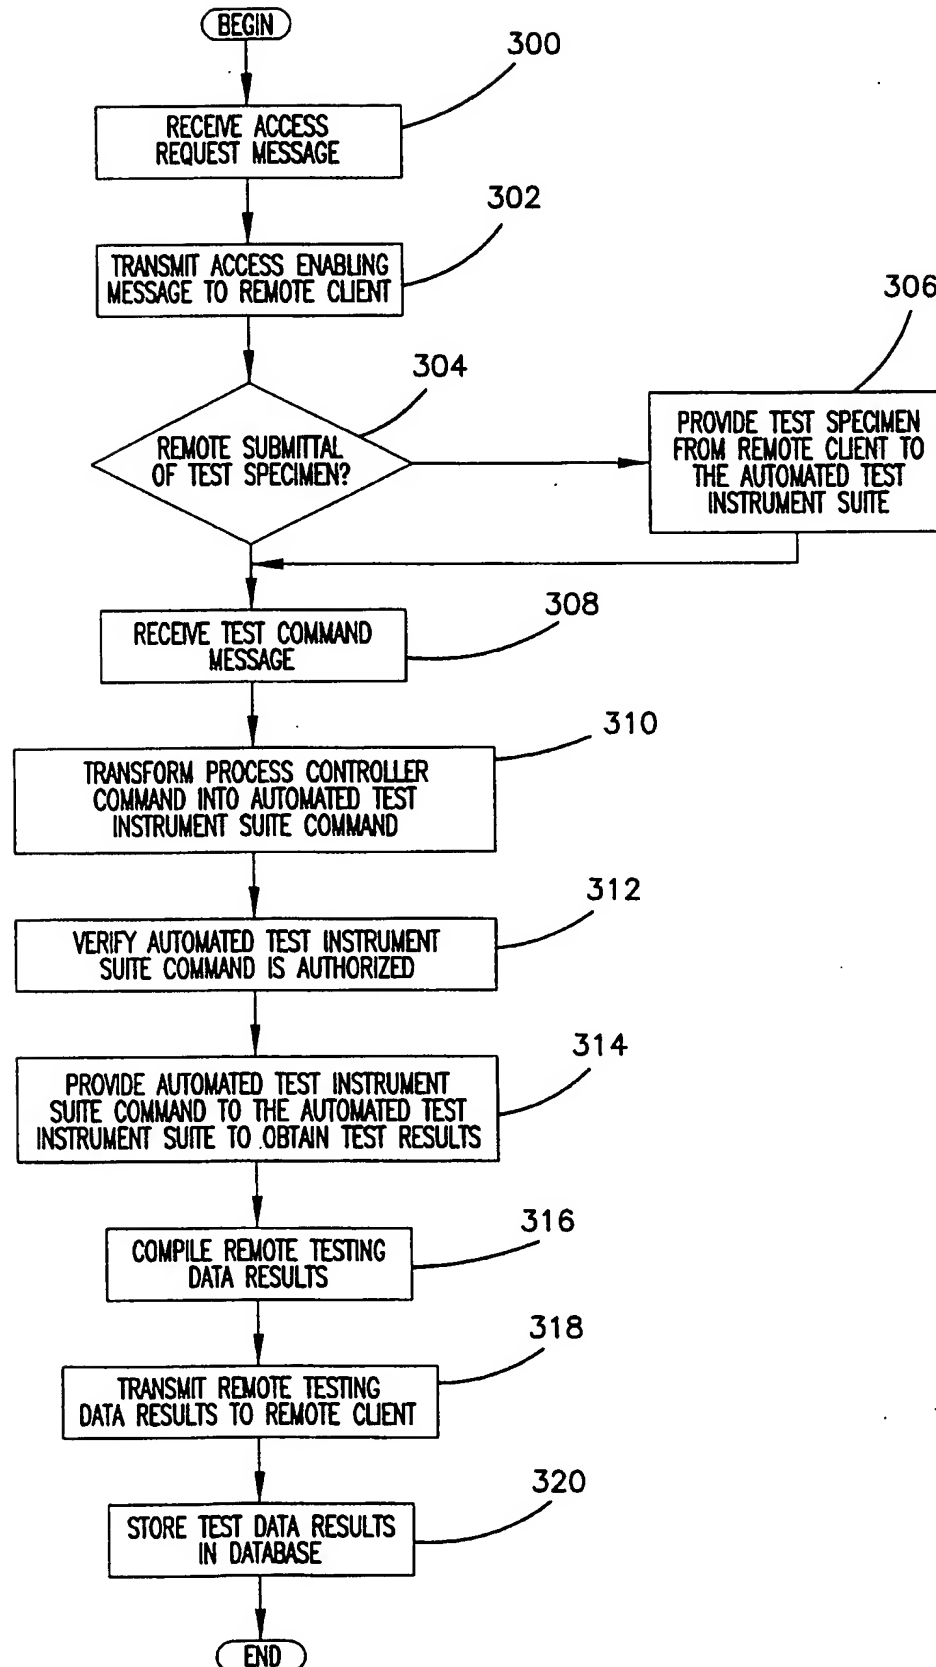 BEGIN
300
RECEIVE ACCESS
REQUEST MESSAGE
302
TRANSMIT ACCESS ENABLING
MESSAGE TO REMOTE CLIENT
304
REMOTE SUBMITTAL
OF TEST SPECIMEN?
306
PROVIDE TEST SPECIMEN
FROM REMOTE CLIENT TO
THE AUTOMATED TEST
INSTRUMENT SUITE
308
RECEIVE TEST COMMAND
MESSAGE
310
TRANSFORM PROCESS CONTROLLER
COMMAND INTO AUTOMATED TEST
INSTRUMENT SUITE COMMAND
312
VERIFY AUTOMATED TEST INSTRUMENT
SUITE COMMAND IS AUTHORIZED
314
PROVIDE AUTOMATED TEST INSTRUMENT
SUITE COMMAND TO THE AUTOMATED TEST
INSTRUMENT SUITE TO OBTAIN TEST RESULTS
316
COMPILE REMOTE TESTING
DATA RESULTS
318
TRANSMIT REMOTE TESTING
DATA RESULTS TO REMOTE CLIENT
320
STORE TEST DATA RESULTS
IN DATABASE
END